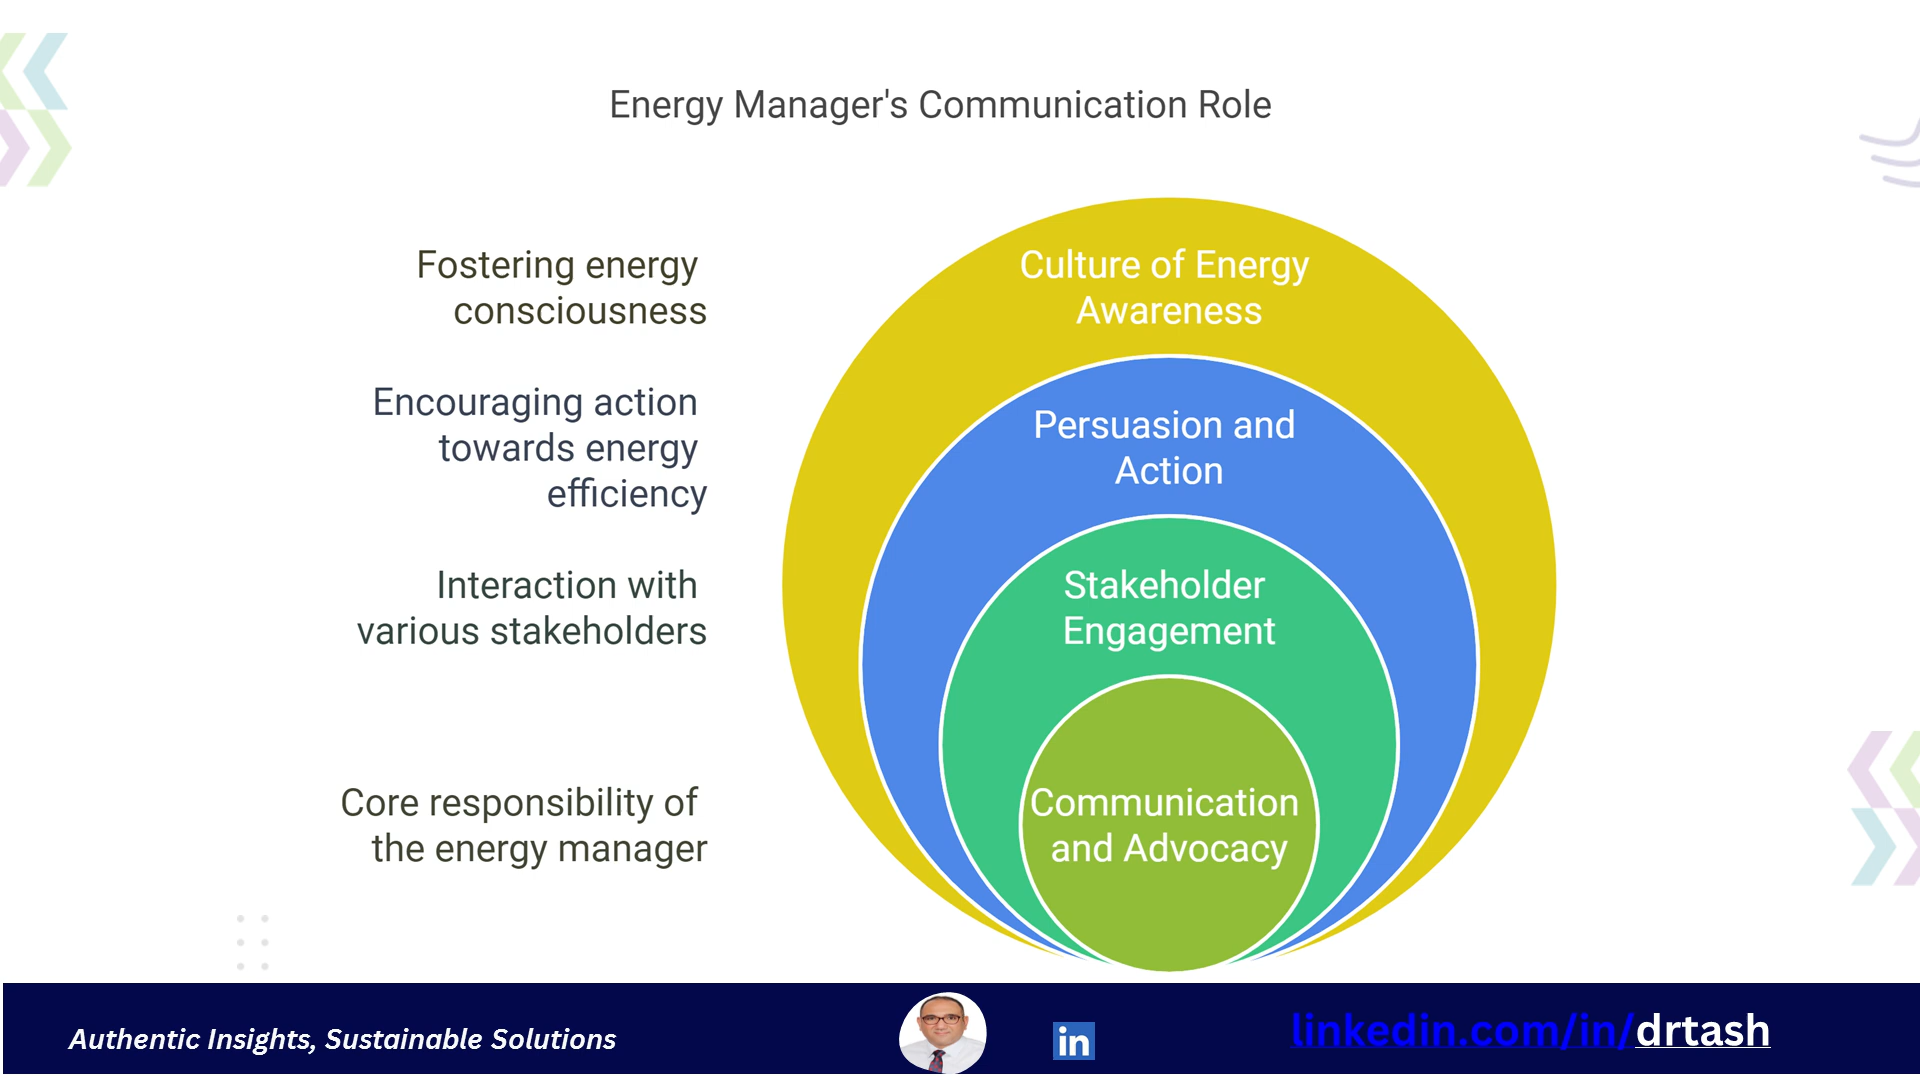 Energy Manager's Communication Role
Fostering energy
consciousness
Culture of Energy
Awareness
Encouraging action
towards energy
efficiency
Persuasion and
Action
Interaction with
various stakeholders
Stakeholder
Engagement
Core responsibility of
the energy manager
Communication
and Advocacy
Authentic Insights, Sustainable Solutions
in
linkedin.com/in/drtash